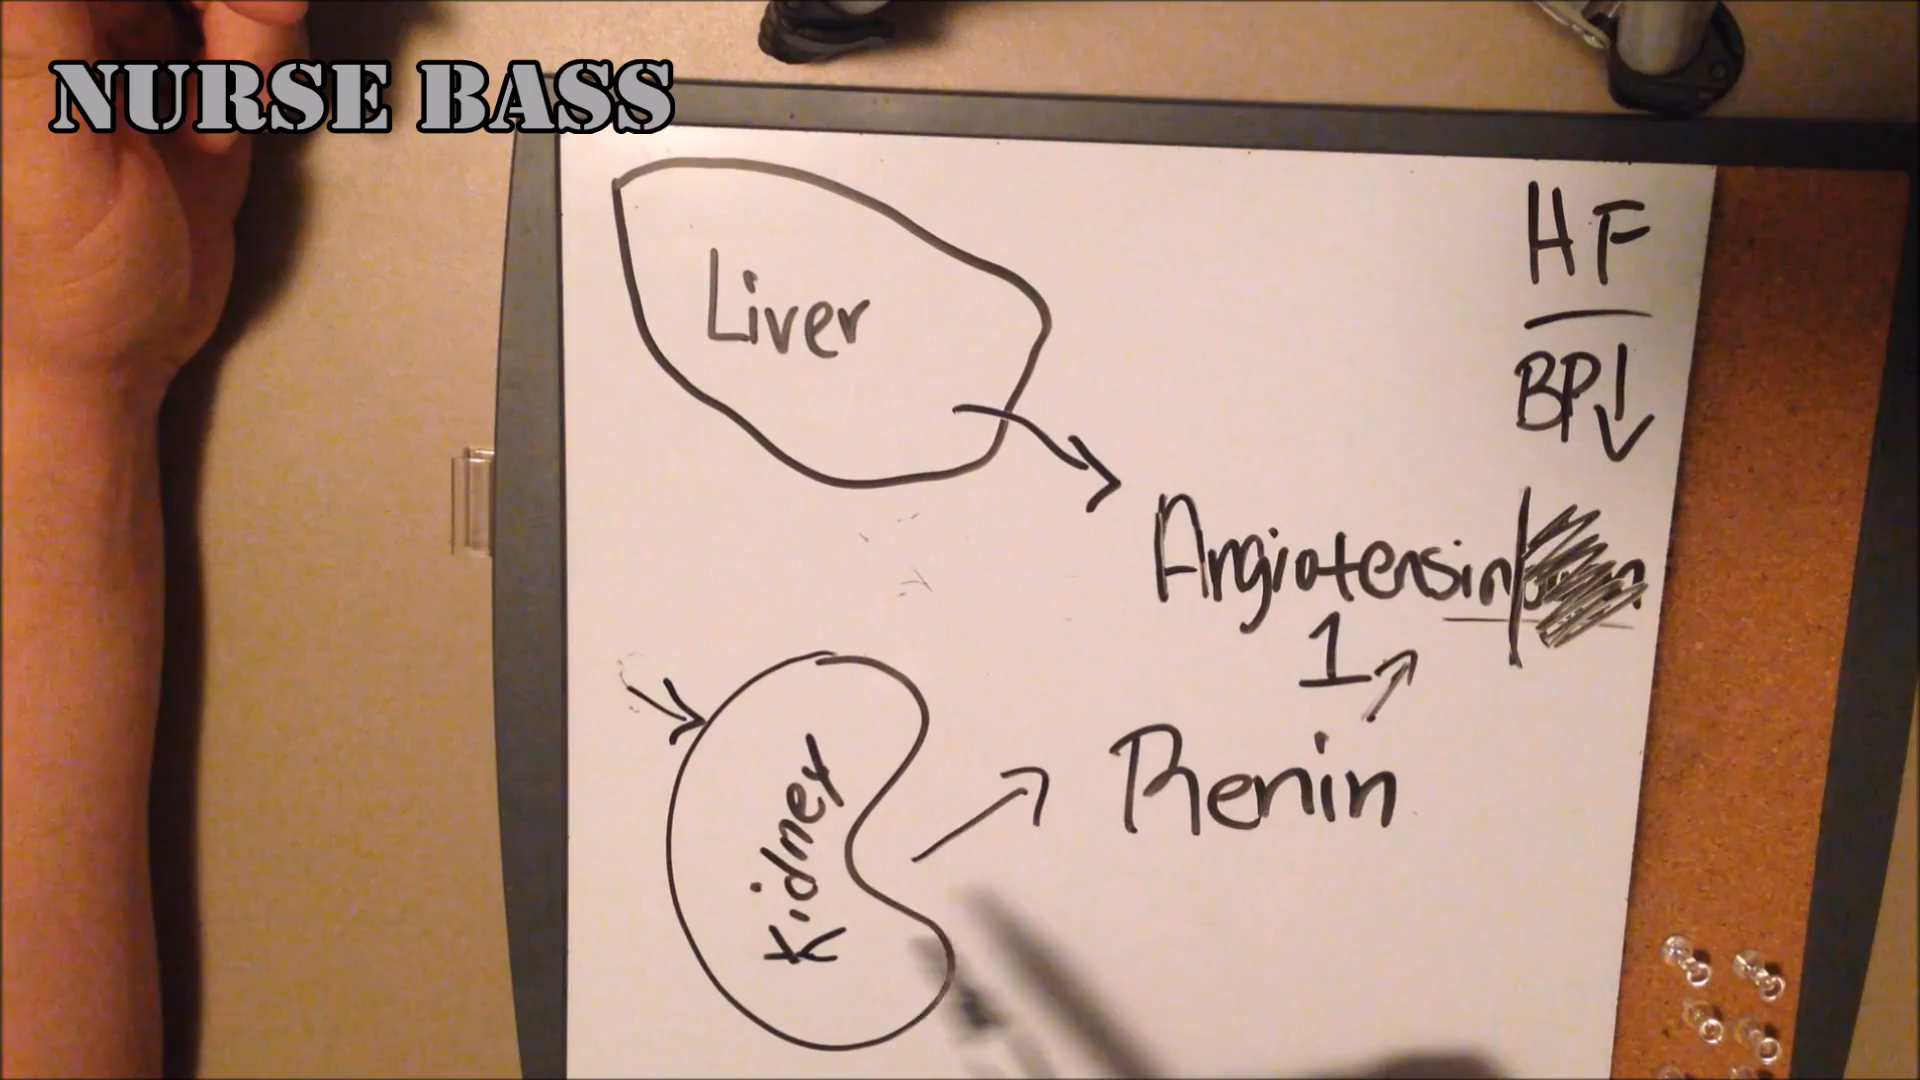 NURSE BASS
Liver
HF
BP
Angiotensin
1
Renin
Kidney